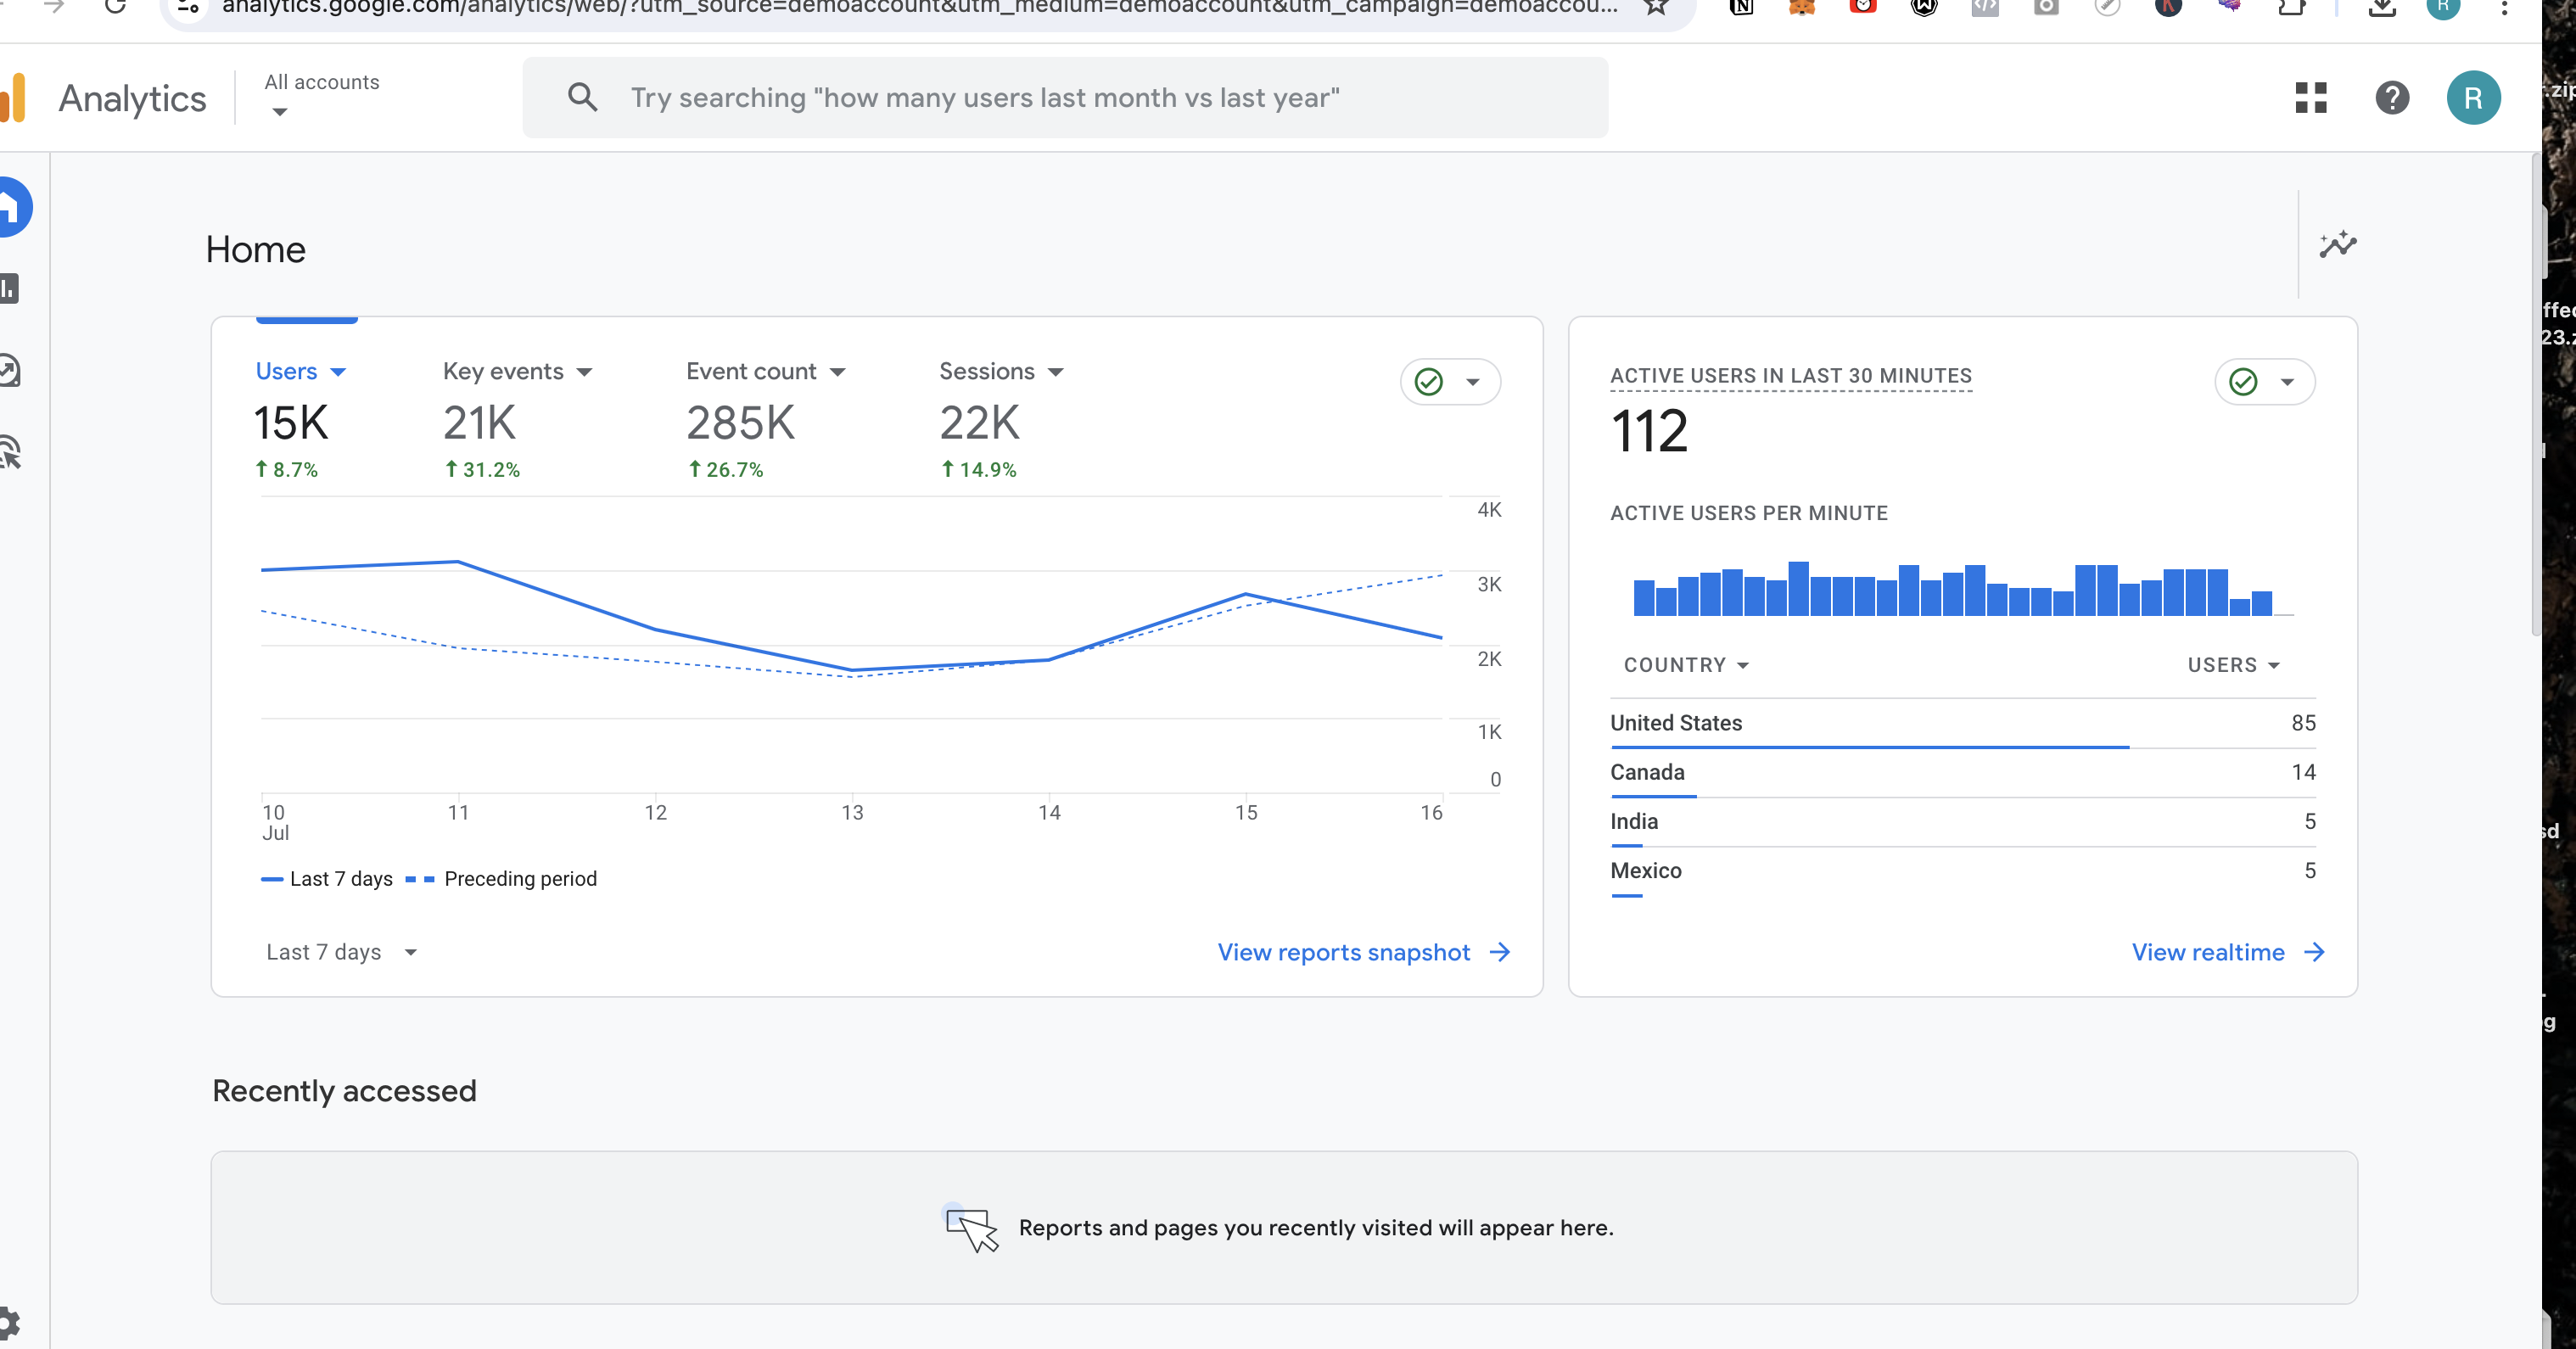 analytics.google.com/analytics/web/?utm_source=demoaccount&utm_medium=demoaccount&utm_campaign=demoaccou...
R
Analytics
All accounts
Try searching "how many users last month vs last year"
R
.zip
Home
Users
Key events
Event count
Sessions
15K
21K
285K
22K
8.7%
31.2%
26.7%
14.9%
4K
3K
2K
1K
0
10
11
12
13
14
15
16
Jul
Last 7 days
Preceding period
Last 7 days
View reports snapshot
ACTIVE USERS IN LAST 30 MINUTES
112
ACTIVE USERS PER MINUTE
COUNTRY
USERS
United States
85
Canada
14
India
5
Mexico
5
View realtime
Recently accessed
Reports and pages you recently visited will appear here.